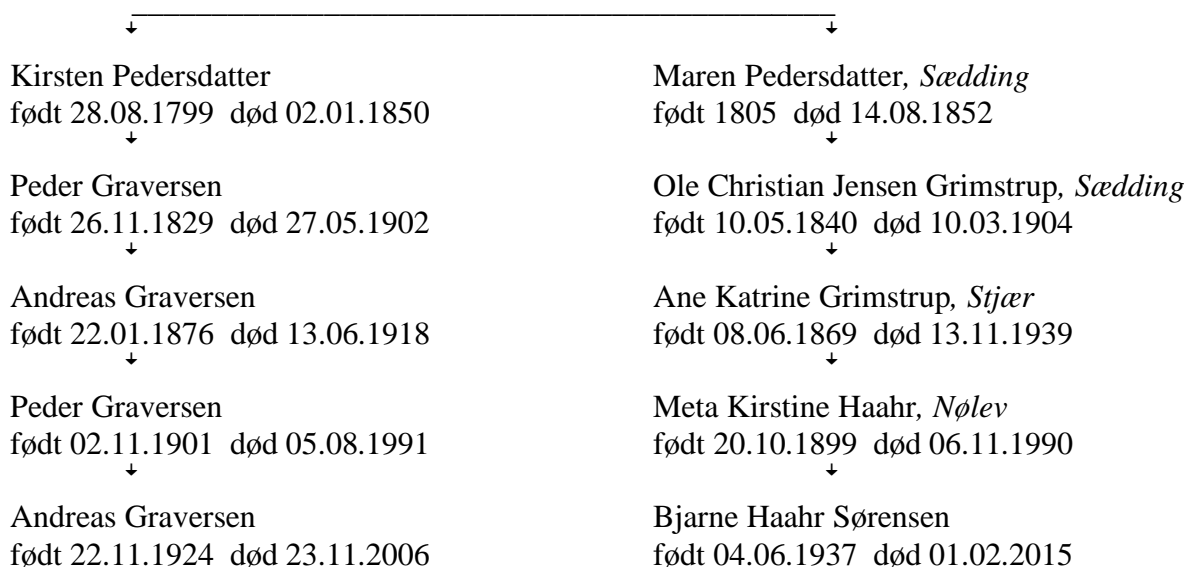 Kirsten Pedersdatter
født 28.08.1799 død 02.01.1850
Peder Graversen
født 26.11.1829 død 27.05.1902
Andreas Graversen
født 22.01.1876 død 13.06.1918
Peder Graversen
født 02.11.1901 død 05.08.1991
Andreas Graversen
født 22.11.1924 død 23.11.2006
Maren Pedersdatter, Sædding
født 1805 død 14.08.1852
Ole Christian Jensen Grimstrup, Sædding
født 10.05.1840 død 10.03.1904
Ane Katrine Grimstrup, Stjær
født 08.06.1869 død 13.11.1939
Meta Kirstine Haahr, Nølev
født 20.10.1899 død 06.11.1990
Bjarne Haahr Sørensen
født 04.06.1937 død 01.02.2015